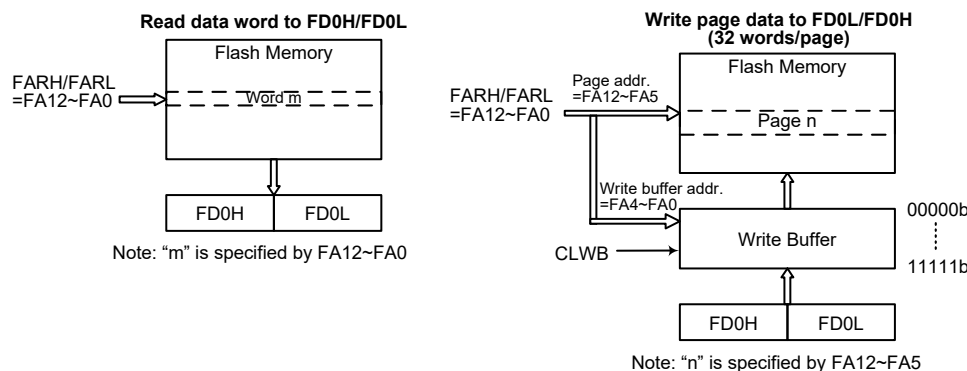 Read data word to FD0H/FD0L
Flash Memory
FARH/FARL
=FA12~FA0
Word m
FD0H
FD0L
Note: “m” is specified by FA12~FA0
Write page data to FD0L/FD0H
(32 words/page)
Flash Memory
FARH/FARL
=FA12~FA0
Page addr.
=FA12~FA5
Page n
Write buffer addr.
=FA4~FA0
CLWB
Write Buffer
00000b
11111b
FD0H
FD0L
Note: “n” is specified by FA12~FA5